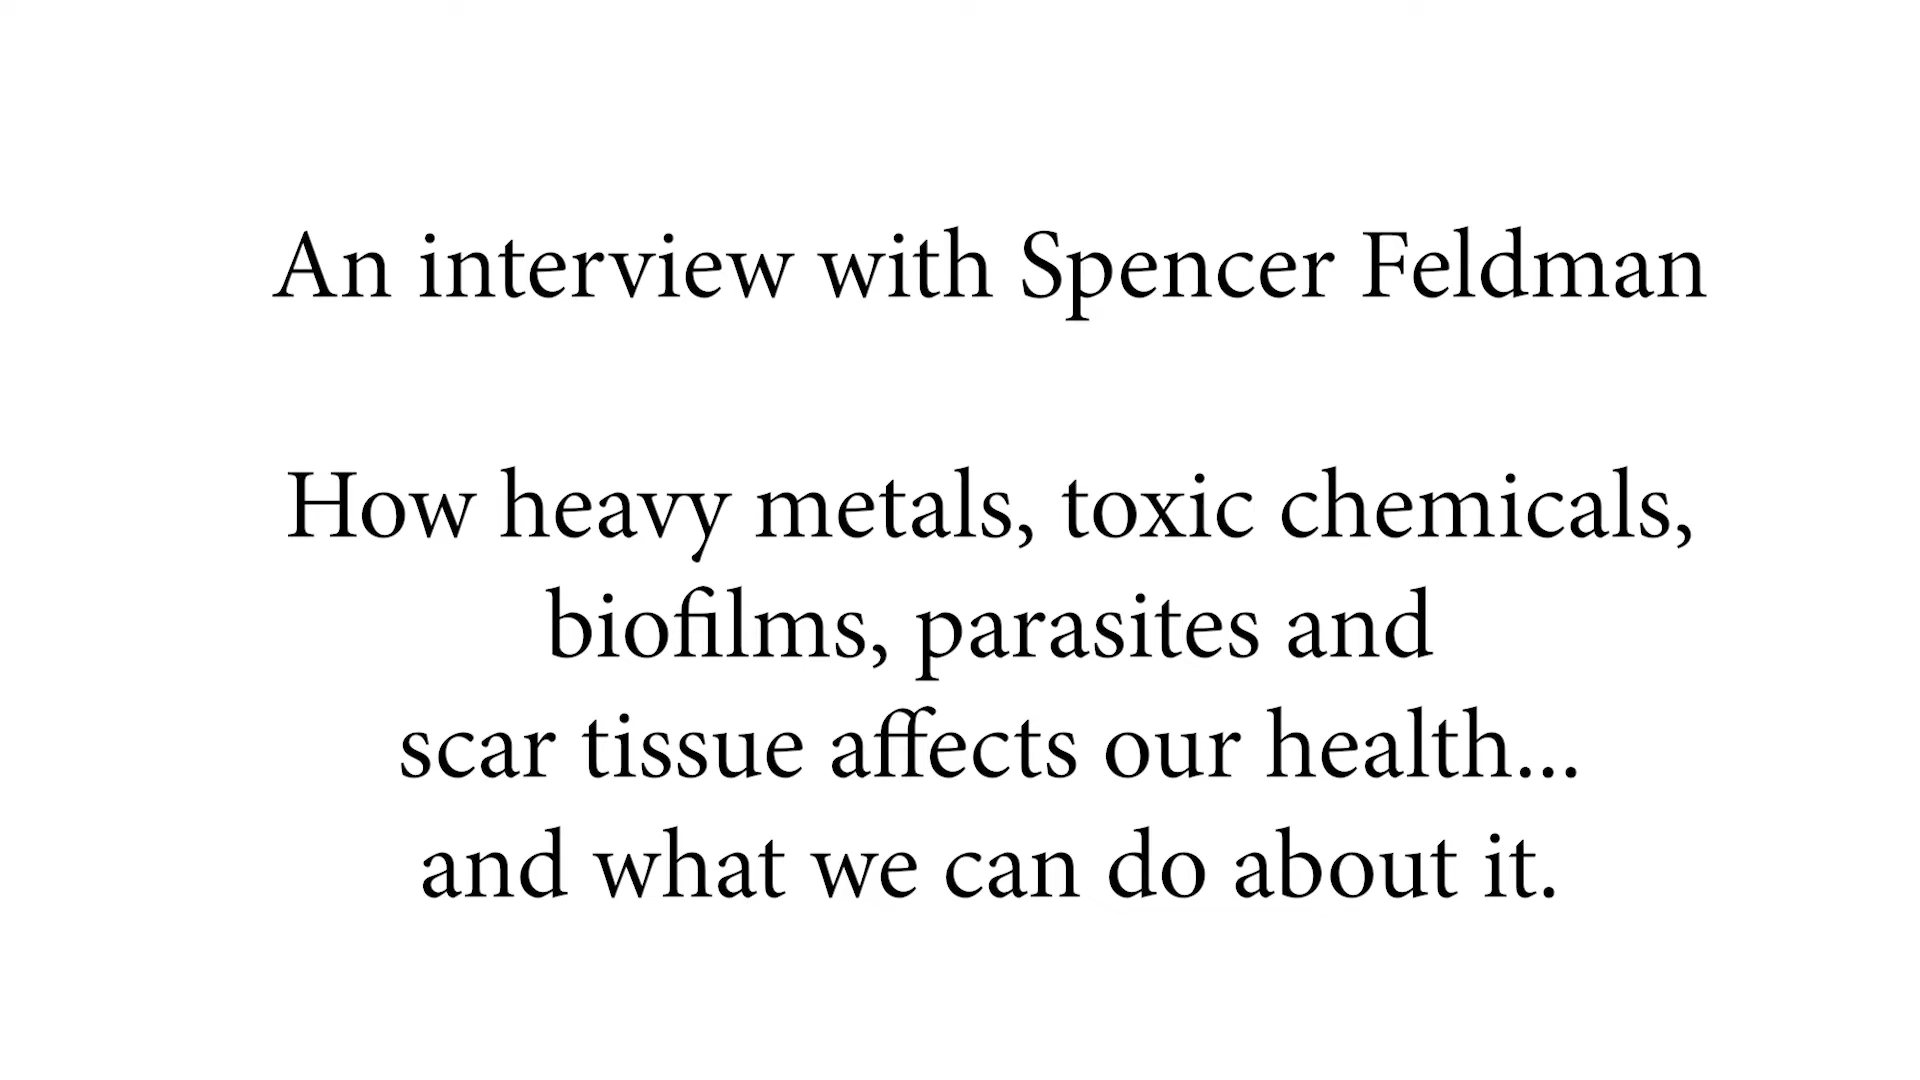 An interview with Spencer Feldman
How heavy metals, toxic chemicals,
biofilms, parasites and
scar tissue affects our health...
and what we can do about it.